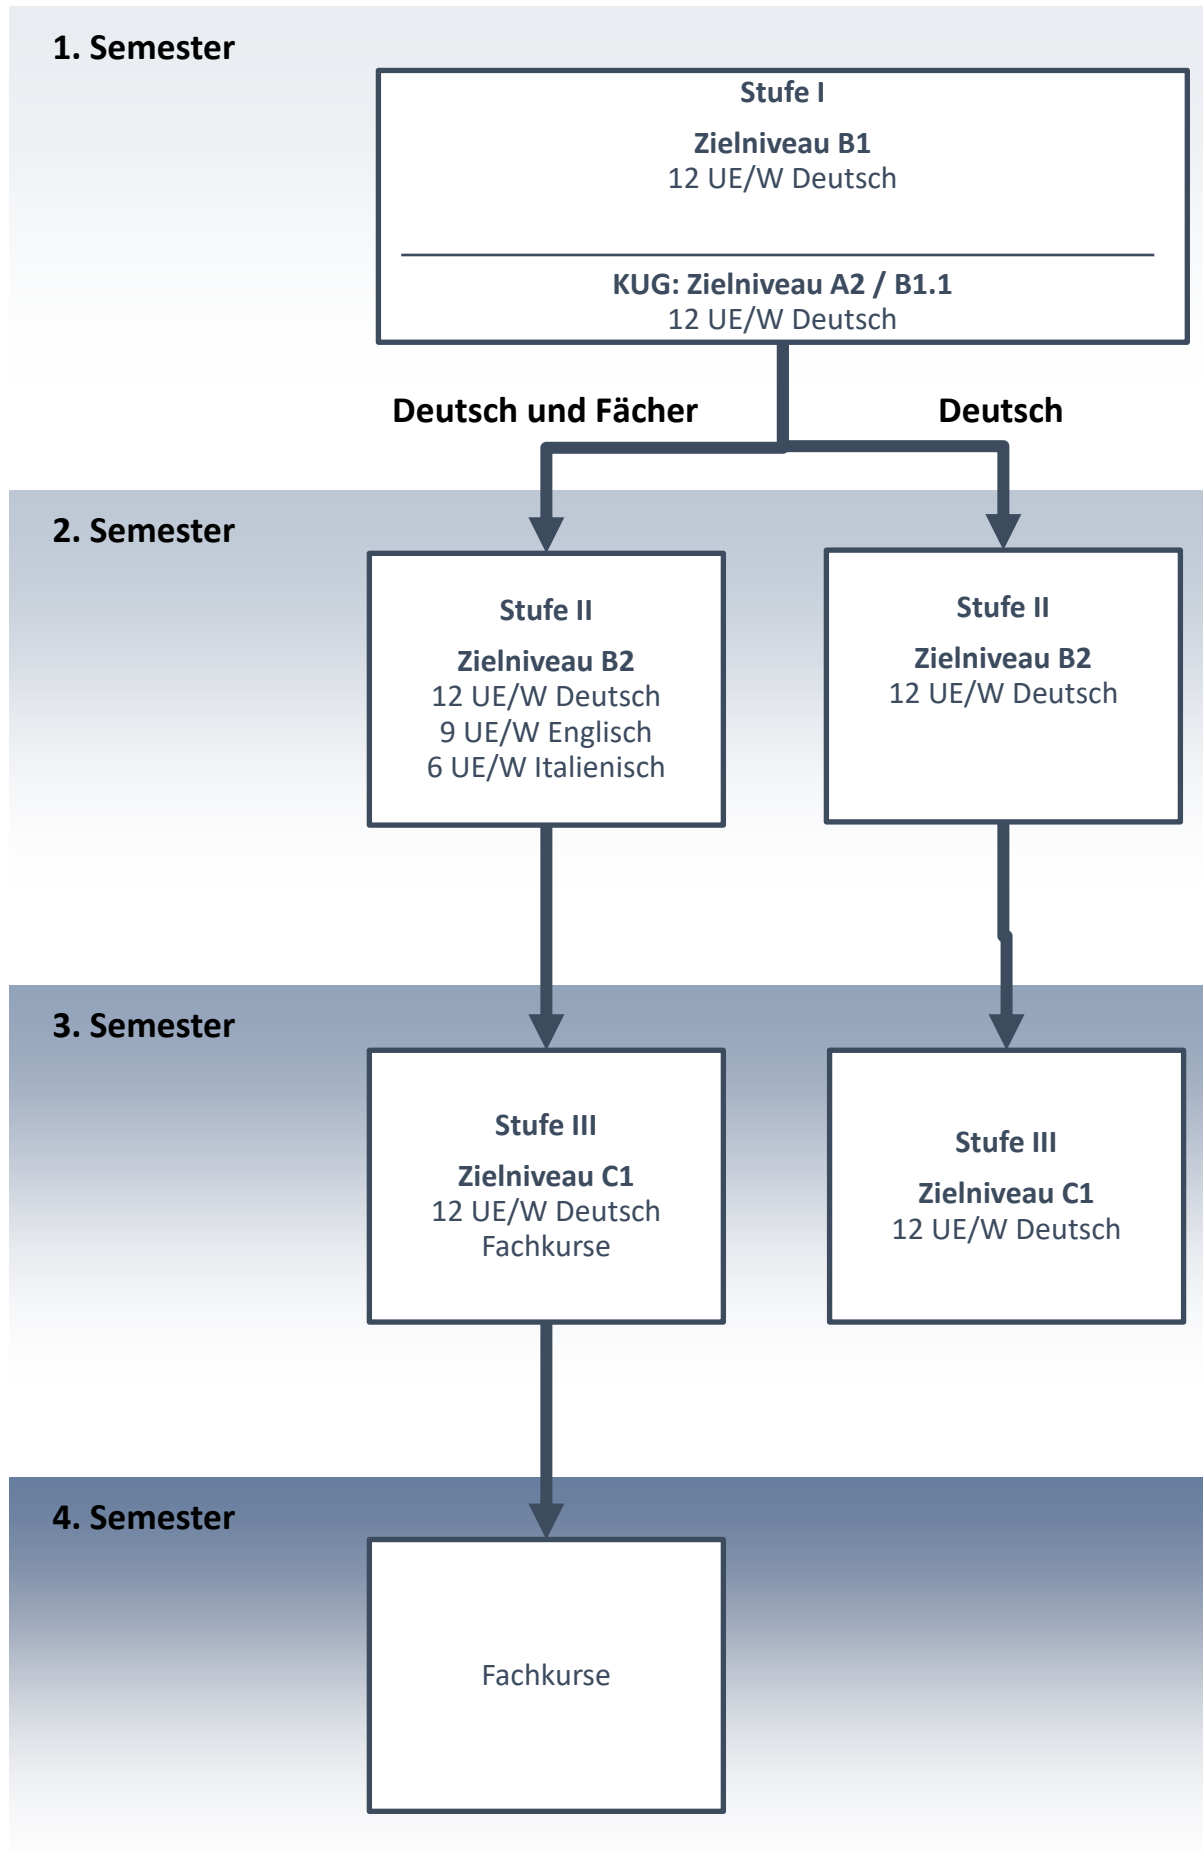 1. Semester
Stufe I
Zielniveau B1
12 UE/W Deutsch
KUG: Zielniveau A2 / B1.1
12 UE/W Deutsch
Deutsch und Fächer
Deutsch
2. Semester
Stufe II
Zielniveau B2
12 UE/W Deutsch
9 UE/W Englisch
6 UE/W Italienisch
Stufe II
Zielniveau B2
12 UE/W Deutsch
3. Semester
Stufe III
Zielniveau C1
12 UE/W Deutsch
Fachkurse
Stufe III
Zielniveau C1
12 UE/W Deutsch
4. Semester
Fachkurse